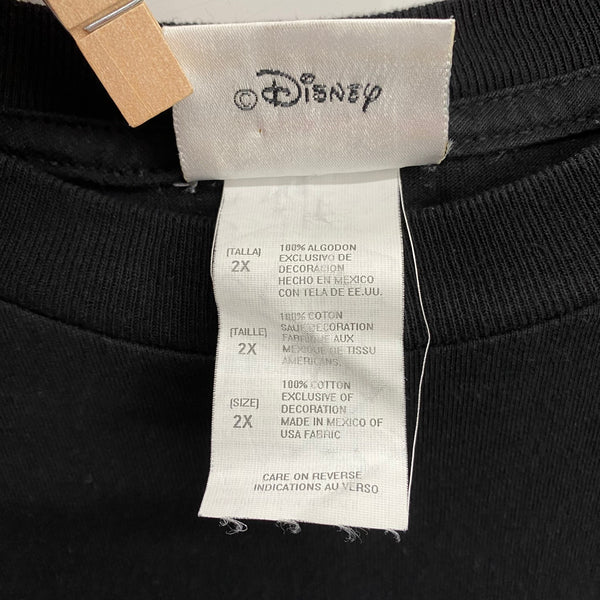 © Disney
(TALLA)
2X
100% ALGODON
EXCLUSIVO DE
DECORACION
HECHO EN MEXICO
CON TELA DE EE.UU.
(TAILLE)
2X
100% COTON
SAUF DECORATION
FABRIQUE AUX
MEXIQUE DE TISSU
AMERICANS.
(SIZE)
2X
100% COTTON
EXCLUSIVE OF
DECORATION
MADE IN MEXICO OF
USA FABRIC
CARE ON REVERSE
INDICATIONS AU VERSO